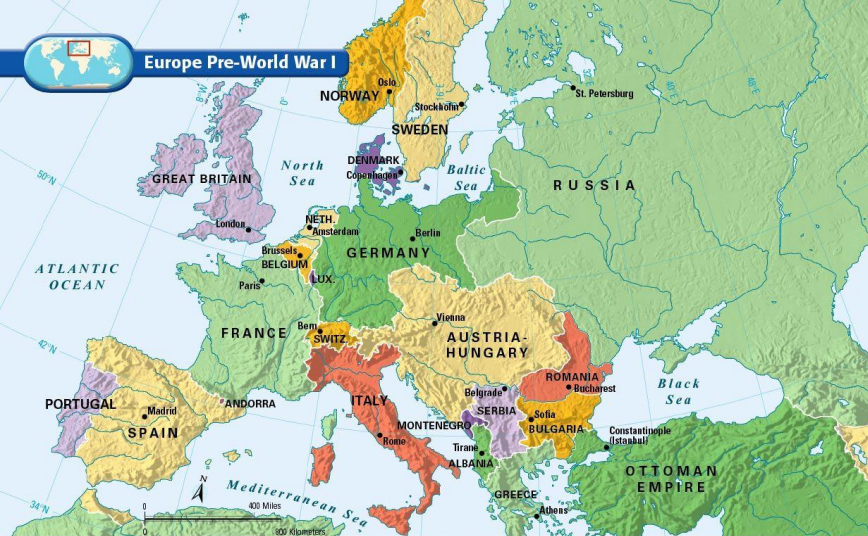 Europe Pre-World War I
NORWAY
Oslo
Stockholm
SWEDEN
St. Petersburg
RUSSIA
North
Sea
DENMARK
Copenhagen
Baltic
Sea
GREAT BRITAIN
London
NETH.
Amsterdam
Berlin
GERMANY
Brussels
BELGIUM
LUX.
Paris
ATLANTIC
OCEAN
FRANCE
Bern
SWITZ.
Vienna
AUSTRIA-
HUNGARY
ROMANIA
Bucharest
Black
Sea
Belgrade
SERBIA
Sofia
BULGARIA
PORTUGAL
Madrid
SPAIN
ANDORRA
ITALY
Rome
MONTENEGRO
Tirane
ALBANIA
Constantinople
(Istanbul)
OTTOMAN
EMPIRE
GREECE
Athens
Mediterranean Sea
50°N
42°N
34°N
8°W
0°
N
0
400 Miles
0
800 Kilometers